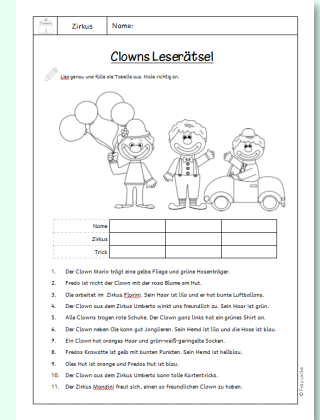 Zirkus
Name:
Clowns Leserätsel
Lies genau und fülle die Tabelle aus. Male richtig an.
Name
Zirkus
Trick
1. Der Clown Mario trägt eine gelbe Fliege und grüne Hosenträger.
2. Fredo ist nicht der Clown mit der rosa Blume am Hut.
3. Ole arbeitet im Zirkus Florini. Sein Haar ist lila und er hat bunte Luftballons.
4. Der Clown aus dem Zirkus Umberto winkt uns freundlich zu. Sein Haar ist grün.
5. Alle Clowns tragen rote Schuhe. Der Clown ganz links hat ein grünes Shirt an.
6. Der Clown neben Ole kann gut Jonglieren. Sein Hemd ist lila und die Hose ist blau.
7. Ein Clown hat oranges Haar und grün-weiß-geringelte Socken.
8. Fredos Krawatte ist gelb mit bunten Punkten. Sein Hemd ist hellblau.
9. Oles Hut ist orange und Fredos Hut ist blau.
10. Der Clown aus dem Zirkus Umberto kann tolle Kartentricks.
11. Der Zirkus Mandini freut sich, einen so freundlichen Clown zu haben.
© Frau Locke